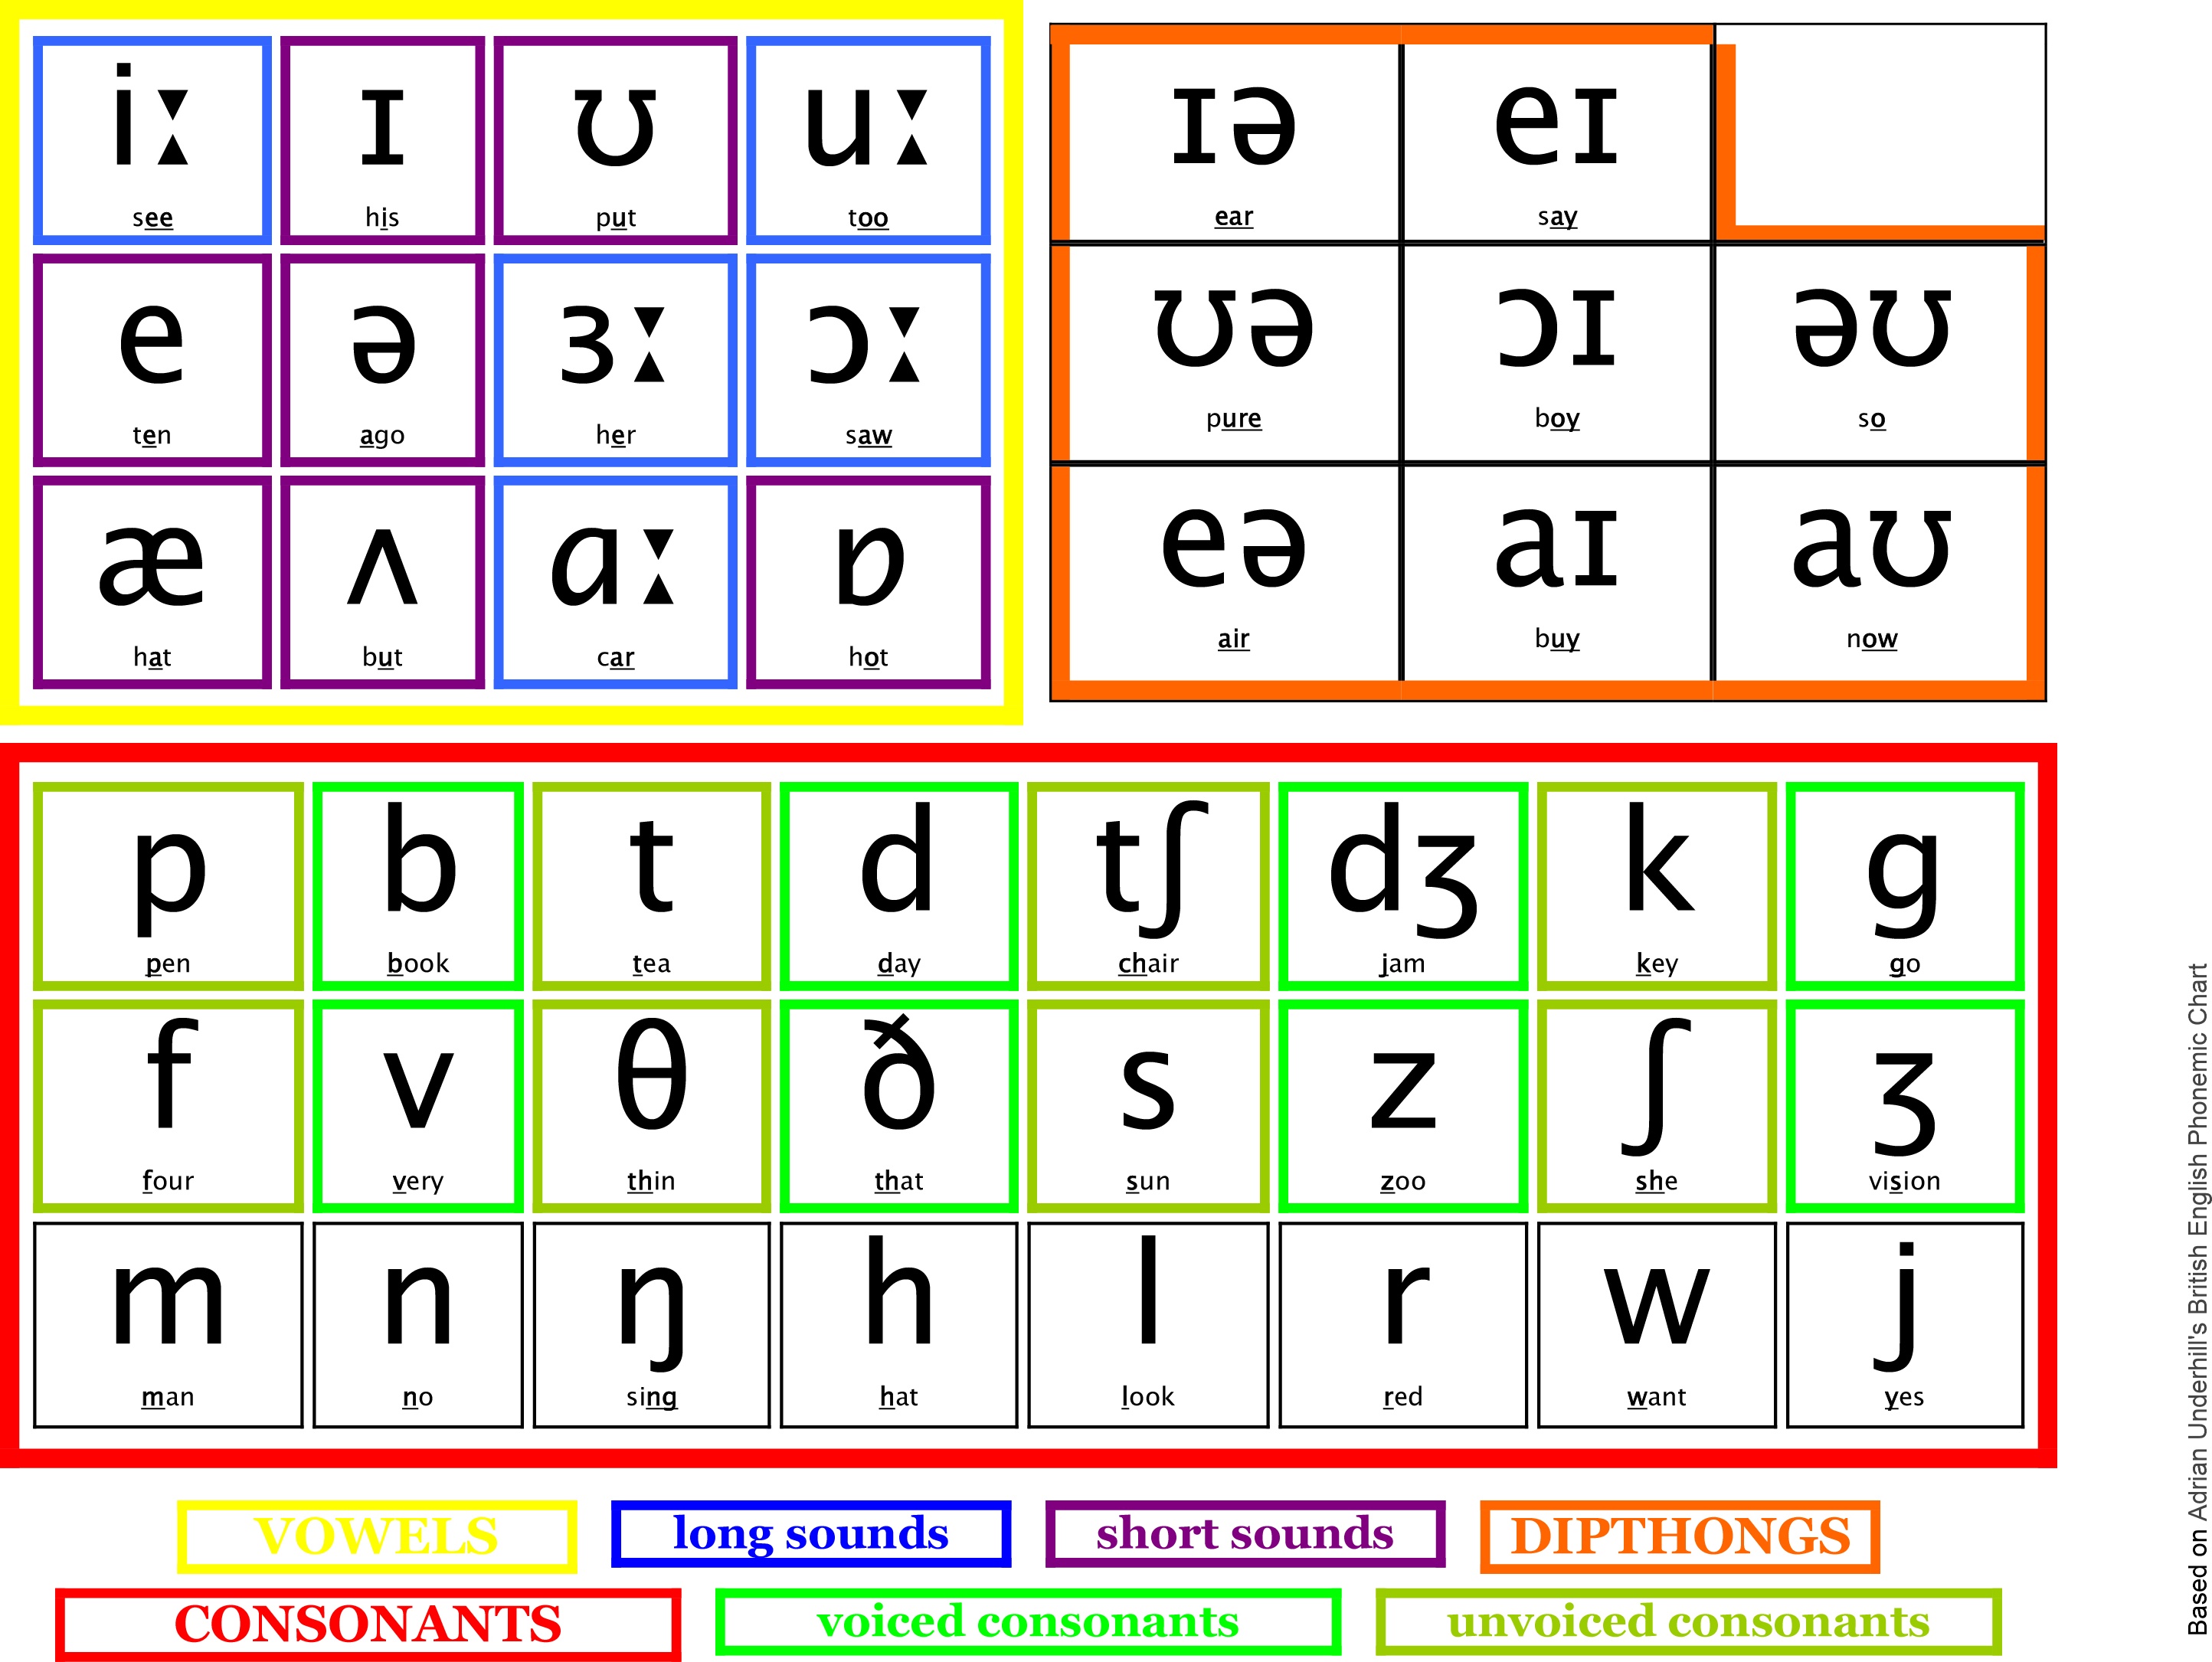 iː ɪ ʊ uː
see his put too
e ə ɜː ɔː
ten ago her saw
æ ʌ ɑː ɒ
hat but car hot
ɪə eɪ
ear say
ʊə ɔɪ əʊ
pure boy so
eə aɪ aʊ
air buy now
p b t d tʃ dʒ k g
pen book tea day chair jam key go
f v θ ð s z ʃ ʒ
four very thin that sun zoo she vision
m n ŋ h l r w j
man no sing hat look red want yes
VOWELS long sounds short sounds DIPTHONGS
CONSONANTS voiced consonants unvoiced consonants
Based on Adrian Underhill's British English Phonemic Chart